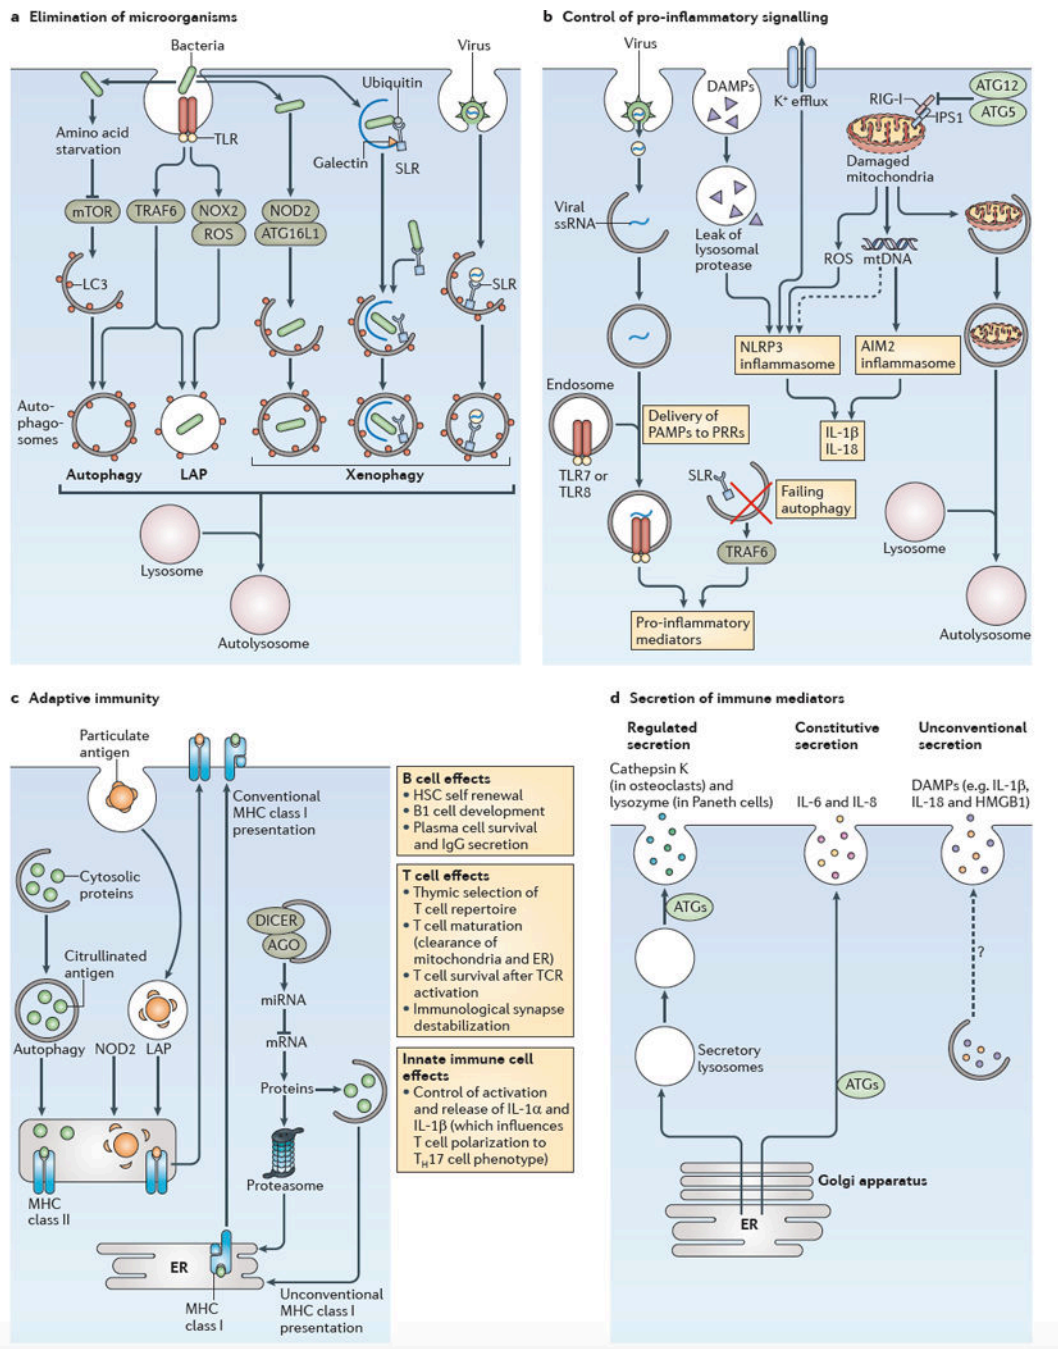 a Elimination of microorganisms
Bacteria
Virus
Ubiquitin
Amino acid
starvation
TLR
Galectin
SLR
mTOR
TRAF6
NOX2
ROS
NOD2
ATG16L1
LC3
SLR
Auto-
phago-
somes
Autophagy
LAP
Xenophagy
Lysosome
Autolysosome
b Control of pro-inflammatory signalling
Virus
DAMPs
K⁺ efflux
RIG-I
IPS1
ATG12
ATG5
Damaged
mitochondria
Viral
ssRNA
Leak of
lysosomal
protease
ROS
mtDNA
NLRP3
inflammasome
AIM2
inflammasome
Endosome
Delivery of
PAMPs to PRRs
IL-1β
IL-18
TLR7 or
TLR8
SLR
Failing
autophagy
TRAF6
Lysosome
Pro-inflammatory
mediators
Autolysosome
c Adaptive immunity
Particulate
antigen
Conventional
MHC class I
presentation
Cytosolic
proteins
DICER
AGO
Citrullinated
antigen
miRNA
mRNA
Autophagy
NOD2
LAP
Proteins
Proteasome
MHC
class II
ER
MHC
class I
Unconventional
MHC class I
presentation
B cell effects
• HSC self renewal
• B1 cell development
• Plasma cell survival
and IgG secretion
T cell effects
• Thymic selection of
T cell repertoire
• T cell maturation
(clearance of
mitochondria and ER)
• T cell survival after TCR
activation
• Immunological synapse
destabilization
Innate immune cell
effects
• Control of activation
and release of IL-1α and
IL-1β (which influences
T cell polarization to
TH17 cell phenotype)
d Secretion of immune mediators
Regulated
secretion
Constitutive
secretion
Unconventional
secretion
Cathepsin K
(in osteoclasts) and
lysozyme (in Paneth cells)
IL-6 and IL-8
DAMPs (e.g. IL-1β,
IL-18 and HMGB1)
ATGs
?
Secretory
lysosomes
ATGs
Golgi apparatus
ER